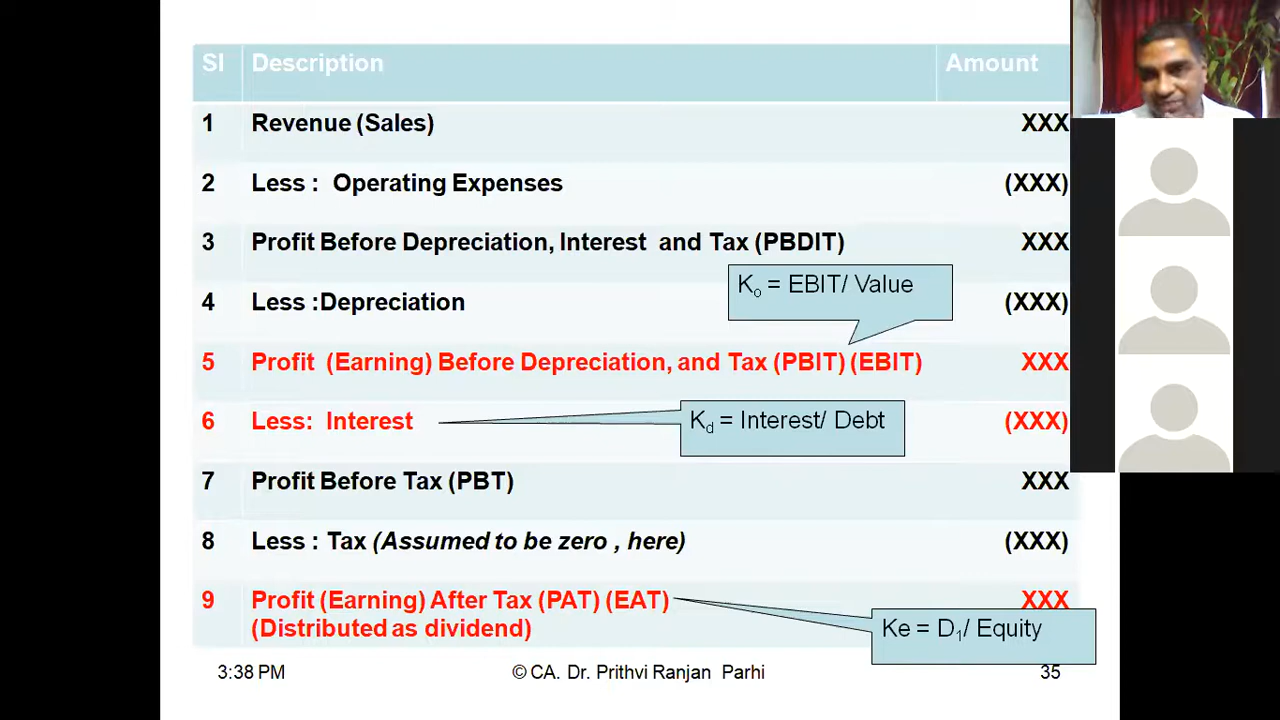 Sl Description Amount
1 Revenue (Sales) XXX
2 Less : Operating Expenses (XXX)
3 Profit Before Depreciation, Interest and Tax (PBDIT) XXX
K₀ = EBIT/ Value
4 Less :Depreciation (XXX)
5 Profit (Earning) Before Depreciation, and Tax (PBIT) (EBIT) XXX
6 Less: Interest (XXX)
K_d = Interest/ Debt
7 Profit Before Tax (PBT) XXX
8 Less : Tax (Assumed to be zero , here) (XXX)
9 Profit (Earning) After Tax (PAT) (EAT) XXX
(Distributed as dividend)
Ke = D₁/ Equity
3:38 PM © CA. Dr. Prithvi Ranjan Parhi 35